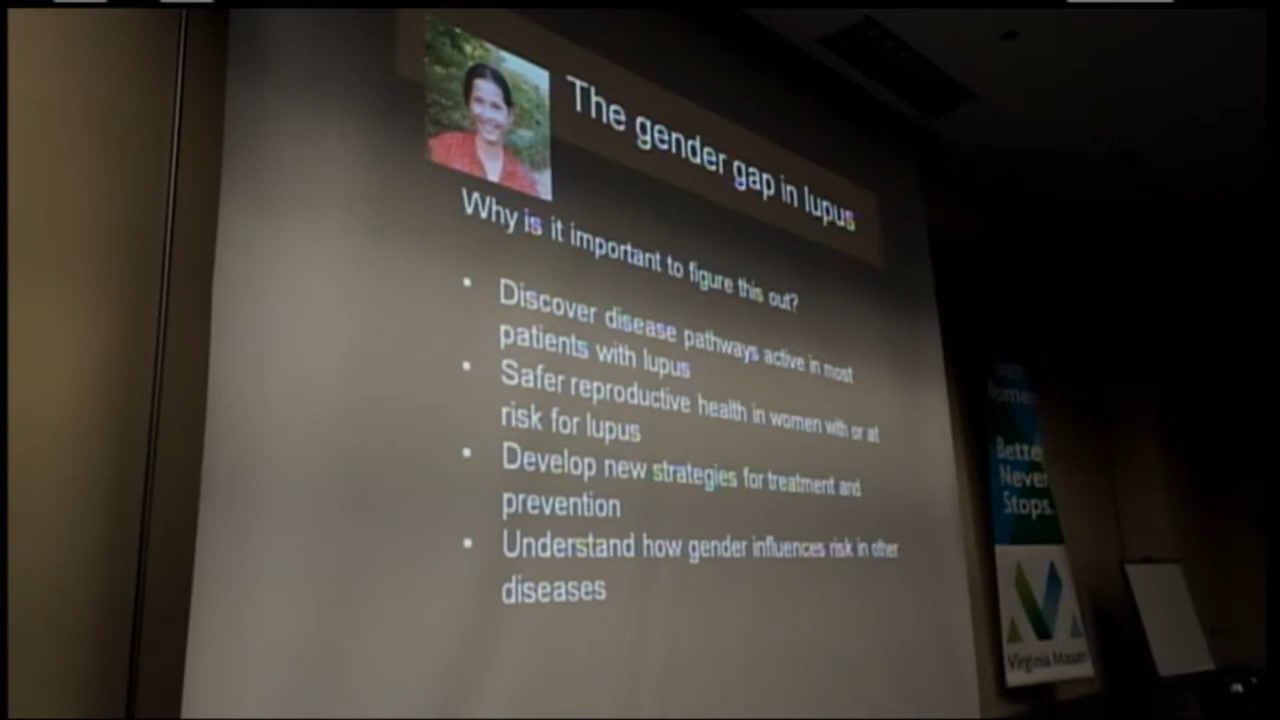 The gender gap in lupus
Why is it important to figure this out?
• Discover disease pathways active in most
patients with lupus
• Safer reproductive health in women with or at
risk for lupus
• Develop new strategies for treatment and
prevention
• Understand how gender influences risk in other
diseases
Better
Never
Stops.
Virginia Mason